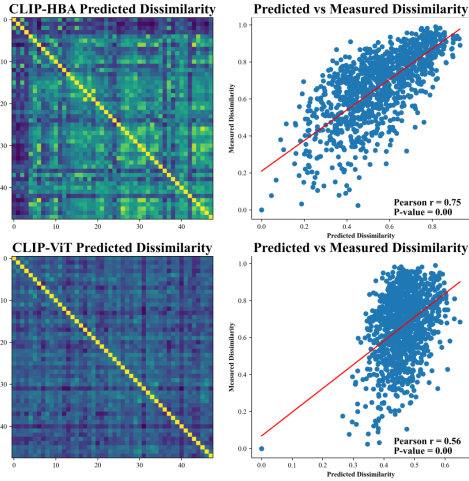 CLIP-HBA Predicted Dissimilarity
0
10
20
30
40
0 10 20 30 40
Predicted vs Measured Dissimilarity
Measured Dissimilarity
1.0
0.8
0.6
0.4
0.2
0.0
0.0 0.2 0.4 0.6 0.8
Predicted Dissimilarity
Pearson r = 0.75
P-value = 0.00
CLIP-ViT Predicted Dissimilarity
0
10
20
30
40
0 10 20 30 40
Predicted vs Measured Dissimilarity
Measured Dissimilarity
1.0
0.8
0.6
0.4
0.2
0.0
0.0 0.1 0.2 0.3 0.4 0.5 0.6
Predicted Dissimilarity
Pearson r = 0.56
P-value = 0.00